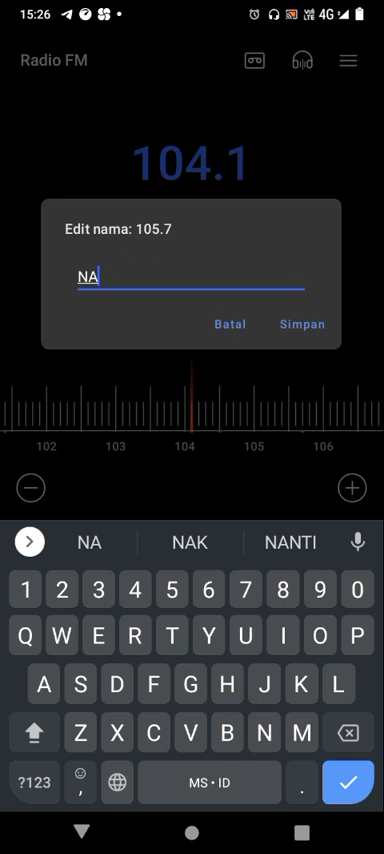 15:26 4G
Radio FM
104.1
Edit nama: 105.7
NA
Batal Simpan
102 103 104 105 106
NA NAK NANTI
1 2 3 4 5 6 7 8 9 0
Q W E R T Y U I O P
A S D F G H J K L
Z X C V B N M
?123 , MS • ID .